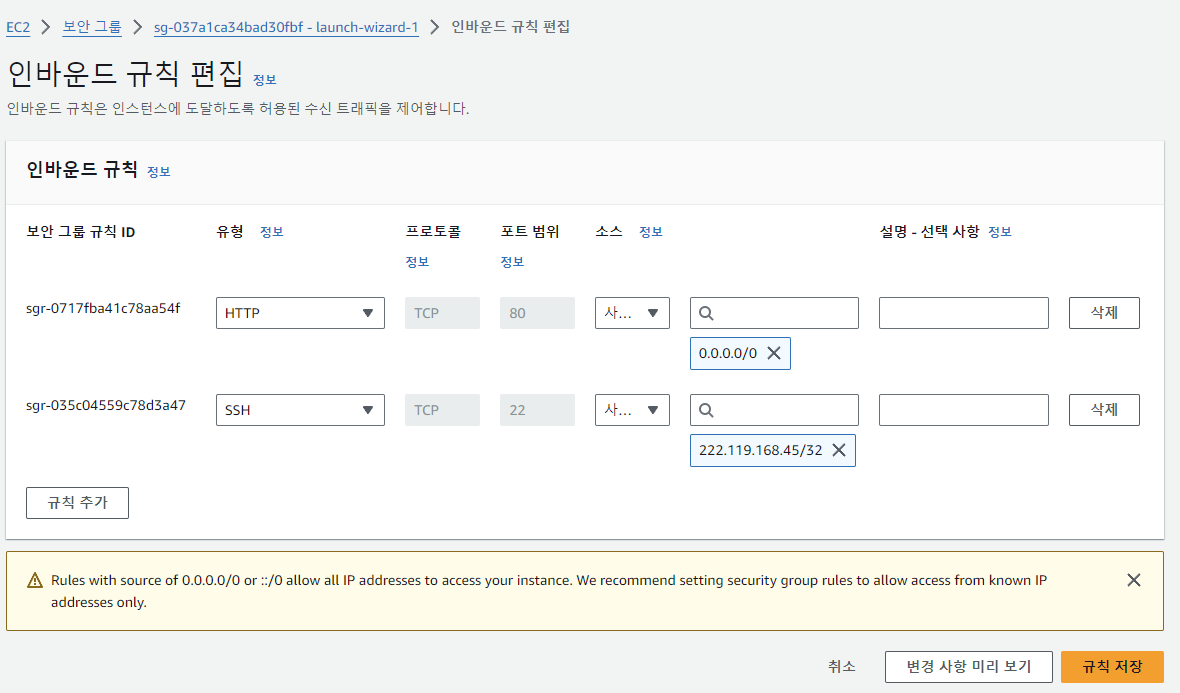 EC2 > 보안 그룹 > sg-037a1ca34bad30fbf - launch-wizard-1 > 인바운드 규칙 편집
인바운드 규칙 편집 정보
인바운드 규칙은 인스턴스에 도달하도록 허용된 수신 트래픽을 제어합니다.
인바운드 규칙 정보
보안 그룹 규칙 ID 유형 정보 프로토콜 포트 범위 소스 정보 설명 - 선택 사항 정보
정보 정보
sgr-0717fba41c78aa54f HTTP TCP 80 사... 삭제
0.0.0.0/0
sgr-035c04559c78d3a47 SSH TCP 22 사... 삭제
222.119.168.45/32
규칙 추가
Rules with source of 0.0.0.0/0 or ::/0 allow all IP addresses to access your instance. We recommend setting security group rules to allow access from known IP
addresses only.
취소 변경 사항 미리 보기 규칙 저장